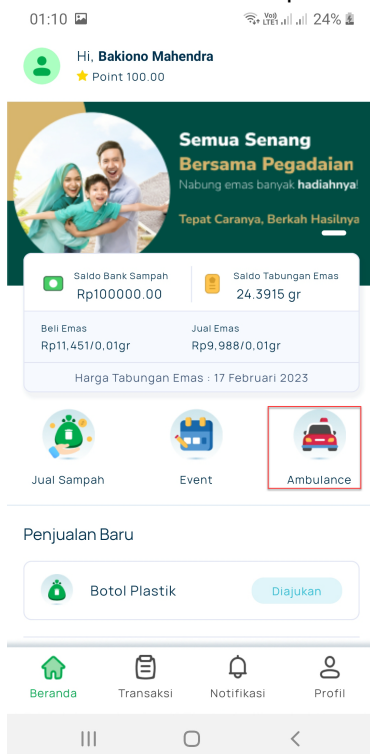 01:10 Vo)) LTE1 24%
Hi, Bakiono Mahendra
Point 100.00
Semua Senang
Bersama Pegadaian
Nabung emas banyak hadiahnya!
Tepat Caranya, Berkah Hasilnya
Saldo Bank Sampah
Rp100000.00
Saldo Tabungan Emas
24.3915 gr
Beli Emas
Rp11,451/0,01gr
Jual Emas
Rp9,988/0,01gr
Harga Tabungan Emas : 17 Februari 2023
Jual Sampah
Event
Ambulance
Penjualan Baru
Botol Plastik
Diajukan
Beranda
Transaksi
Notifikasi
Profil